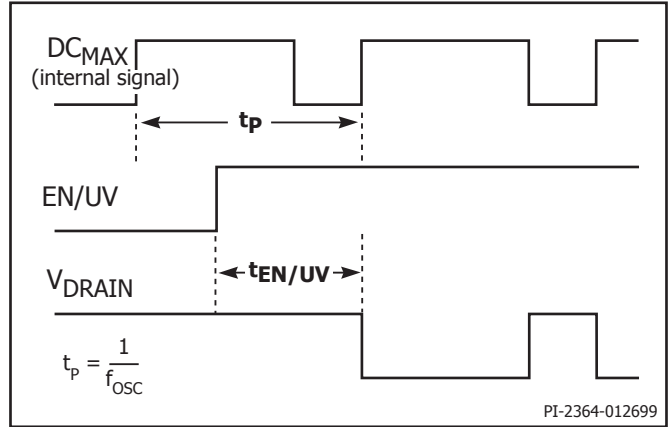 DCMAX
(internal signal)
tP
EN/UV
tEN/UV
VDRAIN
tP = 1
fOSC
PI-2364-012699